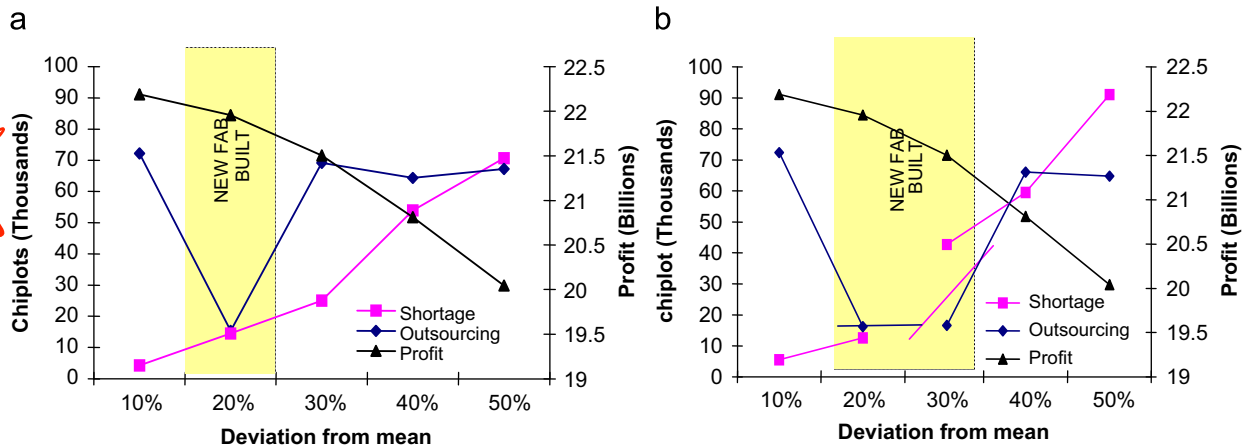 a
100
90
80
70
60
50
40
30
20
10
0
Chiplots (Thousands)
NEW FAB
BUILT
Shortage
Outsourcing
Profit
22.5
22
21.5
21
20.5
20
19.5
19
Profit (Billions)
10% 20% 30% 40% 50%
Deviation from mean
b
100
90
80
70
60
50
40
30
20
10
0
chiplot (Thousands)
NEW FAB
BUILT
Shortage
Outsourcing
Profit
22.5
22
21.5
21
20.5
20
19.5
19
Profit (Billions)
10% 20% 30% 40% 50%
Deviation from mean